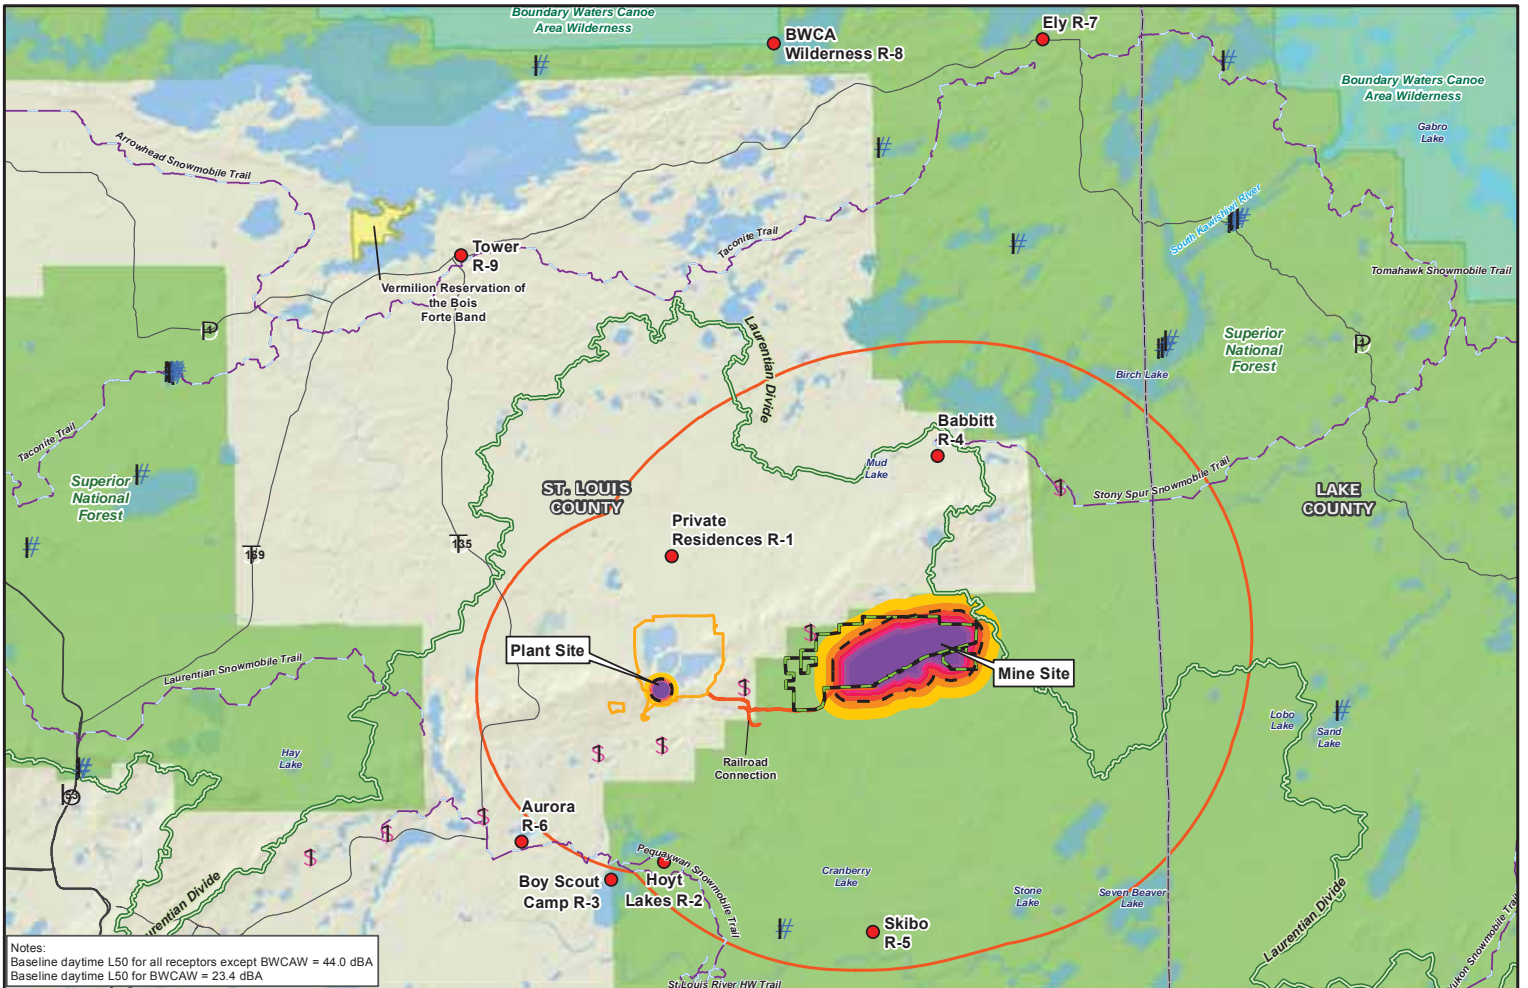 Boundary Waters Canoe
Area Wilderness
BWCA
Wilderness R-8
Ely R-7
Boundary Waters Canoe
Area Wilderness
Gabro
Lake
Arrowhead Snowmobile Trail
South Kawishiwi River
Taconite Trail
Tower
R-9
Tomahawk Snowmobile Trail
Vermilion Reservation of
the Bois
Forte Band
Laurentian Divide
Superior
National
Forest
Birch Lake
Babbitt
R-4
Taconite Trail
Mud
Lake
Stony Spur Snowmobile Trail
Superior
National
Forest
ST. LOUIS
COUNTY
LAKE
COUNTY
Private
Residences R-1
169
135
Plant Site
Mine Site
Laurentian Snowmobile Trail
Lobo
Lake
Sand
Lake
Hay
Lake
Railroad
Connection
53
Aurora
R-6
Pequaywan Snowmobile Trail
Boy Scout
Camp R-3
Hoyt
Lakes R-2
Cranberry
Lake
Stone
Lake
Seven Beaver
Lake
Skibo
R-5
Laurentian Divide
urentian Divide
Yukon Snowmobile Trail
St Louis River HW Trail
Notes:
Baseline daytime L50 for all receptors except BWCAW = 44.0 dBA
Baseline daytime L50 for BWCAW = 23.4 dBA